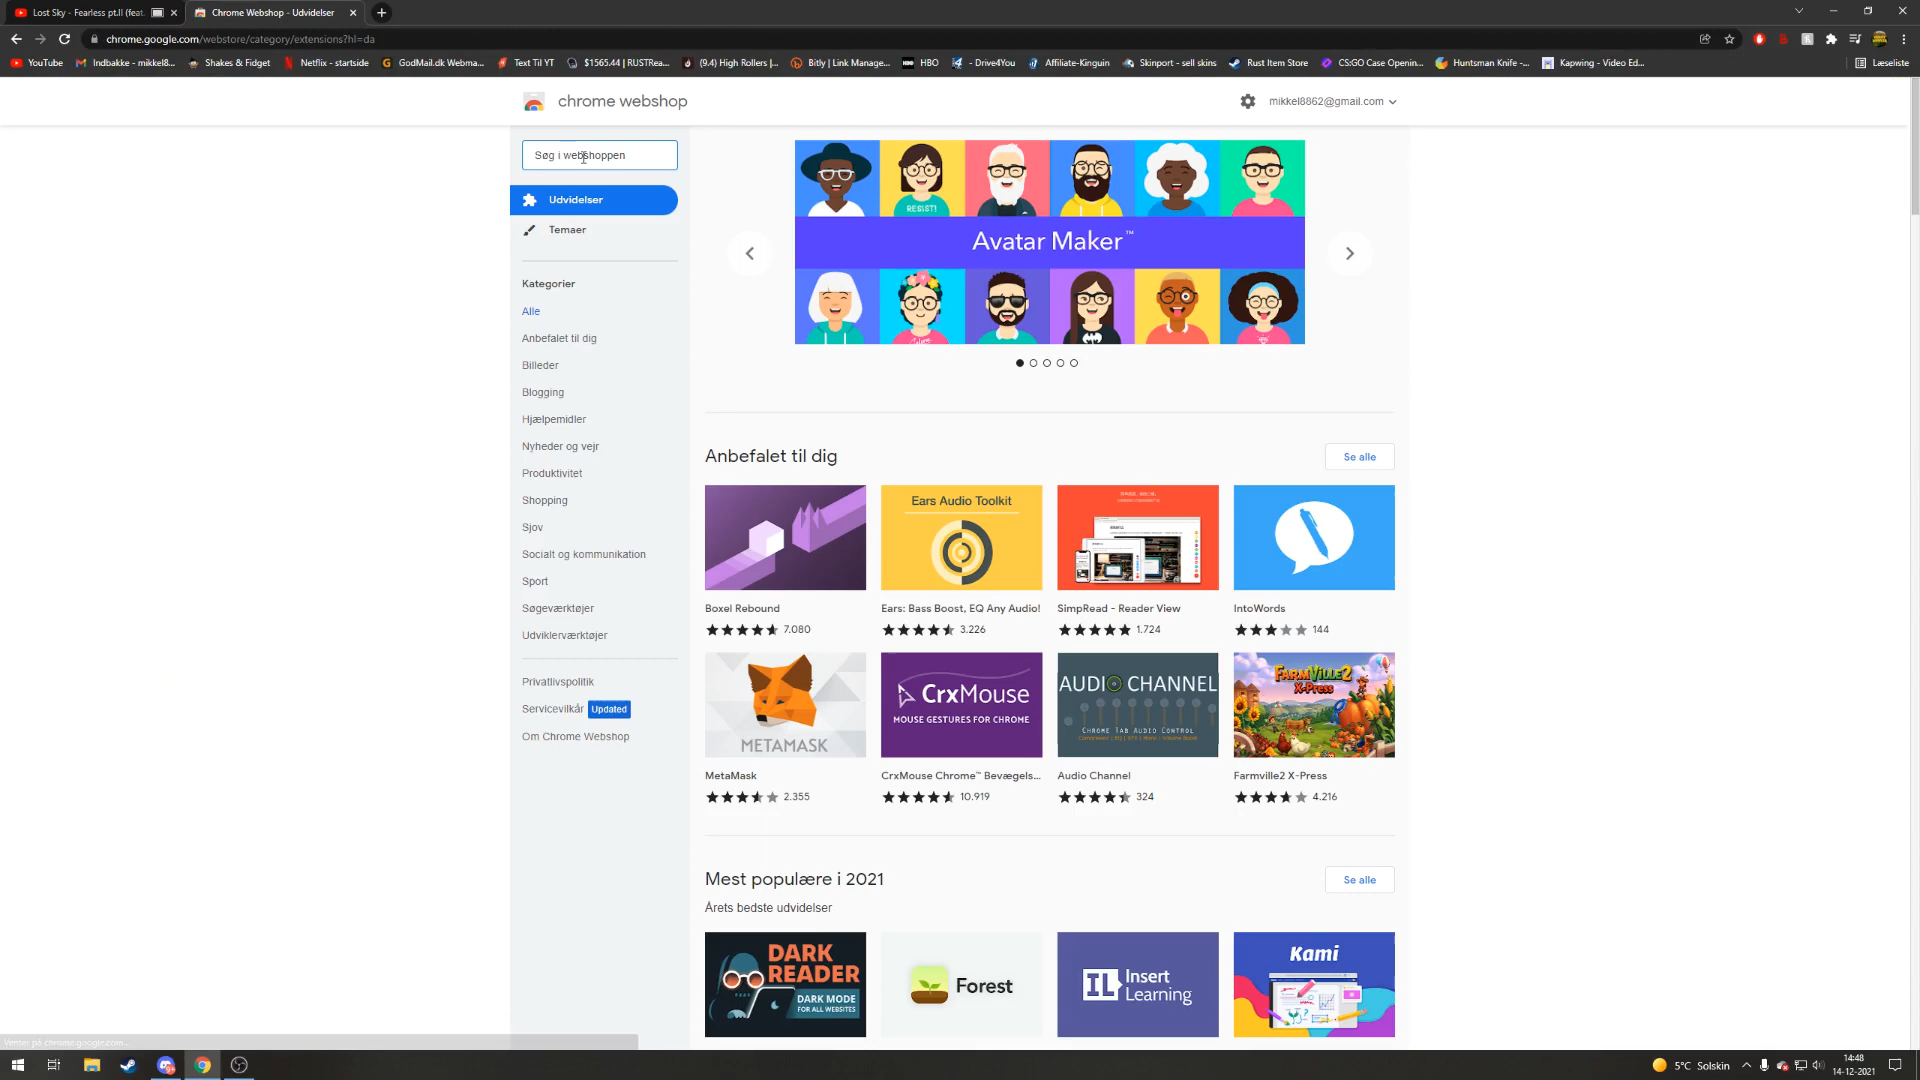 Lost Sky - Fearless pt.II (feat.
Chrome Webshop - Udvidelser
chrome.google.com/webstore/category/extensions?hl=da
YouTube
Indbakke - mikkel8...
Shakes & Fidget
Netflix - startside
GodMail.dk Webma...
Text Til YT
$1565.44 | RUSTRea...
(9.4) High Rollers |...
Bitly | Link Manage...
HBO
- Drive4You
Affiliate-Kinguin
Skinport - sell skins
Rust Item Store
CS:GO Case Openin...
Huntsman Knife -...
Kapwing - Video Ed...
Læseliste
chrome webshop
mikkel8862@gmail.com
Søg i webshoppen
Udvidelser
Temaer
Kategorier
Alle
Anbefalet til dig
Billeder
Blogging
Hjælpemidler
Nyheder og vejr
Produktivitet
Shopping
Sjov
Socialt og kommunikation
Sport
Søgeværktøjer
Udviklerværktøjer
Privatlivspolitik
Servicevilkår Updated
Om Chrome Webshop
RESIST!
Avatar Maker™
Anbefalet til dig
Se alle
Ears Audio Toolkit
Boxel Rebound
7.080
Ears: Bass Boost, EQ Any Audio!
3.226
SimpRead - Reader View
1.724
IntoWords
144
METAMASK
CrxMouse
MOUSE GESTURES FOR CHROME
AUDIO CHANNEL
CHROME TAB AUDIO CONTROL
FARMVILLE2
X-PRESS
MetaMask
2.355
CrxMouse Chrome™ Bevægels...
10.919
Audio Channel
324
Farmville2 X-Press
4.216
Mest populære i 2021
Se alle
Årets bedste udvidelser
DARK
READER
DARK MODE
FOR ALL WEBSITES
Forest
IL Insert
Learning
Kami
Venter på chrome.google.com...
5°C Solskin
14:48
14-12-2021